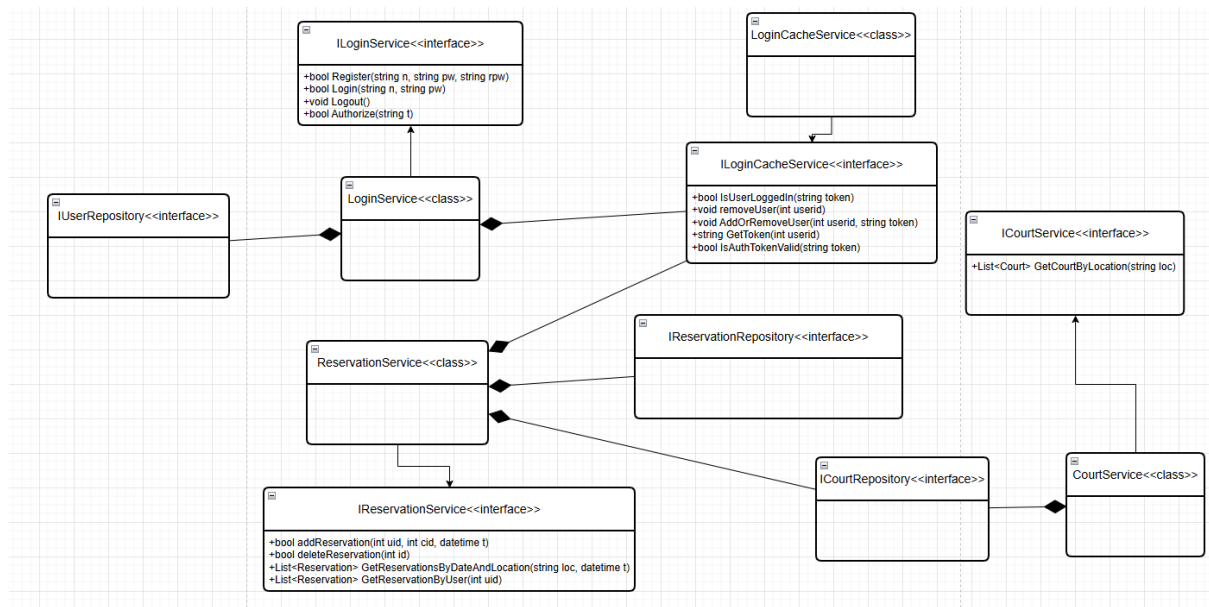 ILoginService<<interface>>
+bool Register(string n, string pw, string rpw)
+bool Login(string n, string pw)
+void Logout()
+bool Authorize(string t)
LoginCacheService<<class>>
ILoginCacheService<<interface>>
+bool IsUserLoggedIn(string token)
+void removeUser(int userid)
+void AddOrRemoveUser(int userid, string token)
+string GetToken(int userid)
+bool IsAuthTokenValid(string token)
LoginService<<class>>
IUserRepository<<interface>>
ICourtService<<interface>>
+List<Court> GetCourtByLocation(string loc)
IReservationRepository<<interface>>
ReservationService<<class>>
ICourtRepository<<interface>>
CourtService<<class>>
IReservationService<<interface>>
+bool addReservation(int uid, int cid, datetime t)
+bool deleteReservation(int id)
+List<Reservation> GetReservationsByDateAndLocation(string loc, datetime t)
+List<Reservation> GetReservationByUser(int uid)